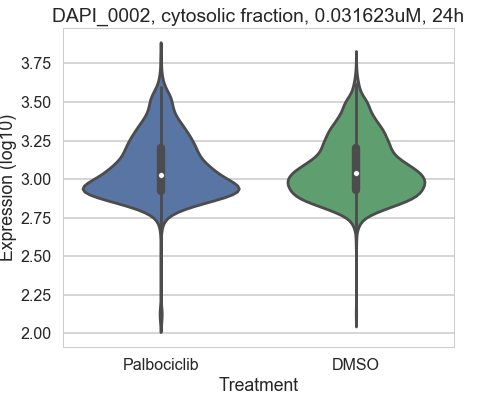 DAPI_0002, cytosolic fraction, 0.031623uM, 24h
Expression (log10)
3.75
3.50
3.25
3.00
2.75
2.50
2.25
2.00
Palbociclib
DMSO
Treatment